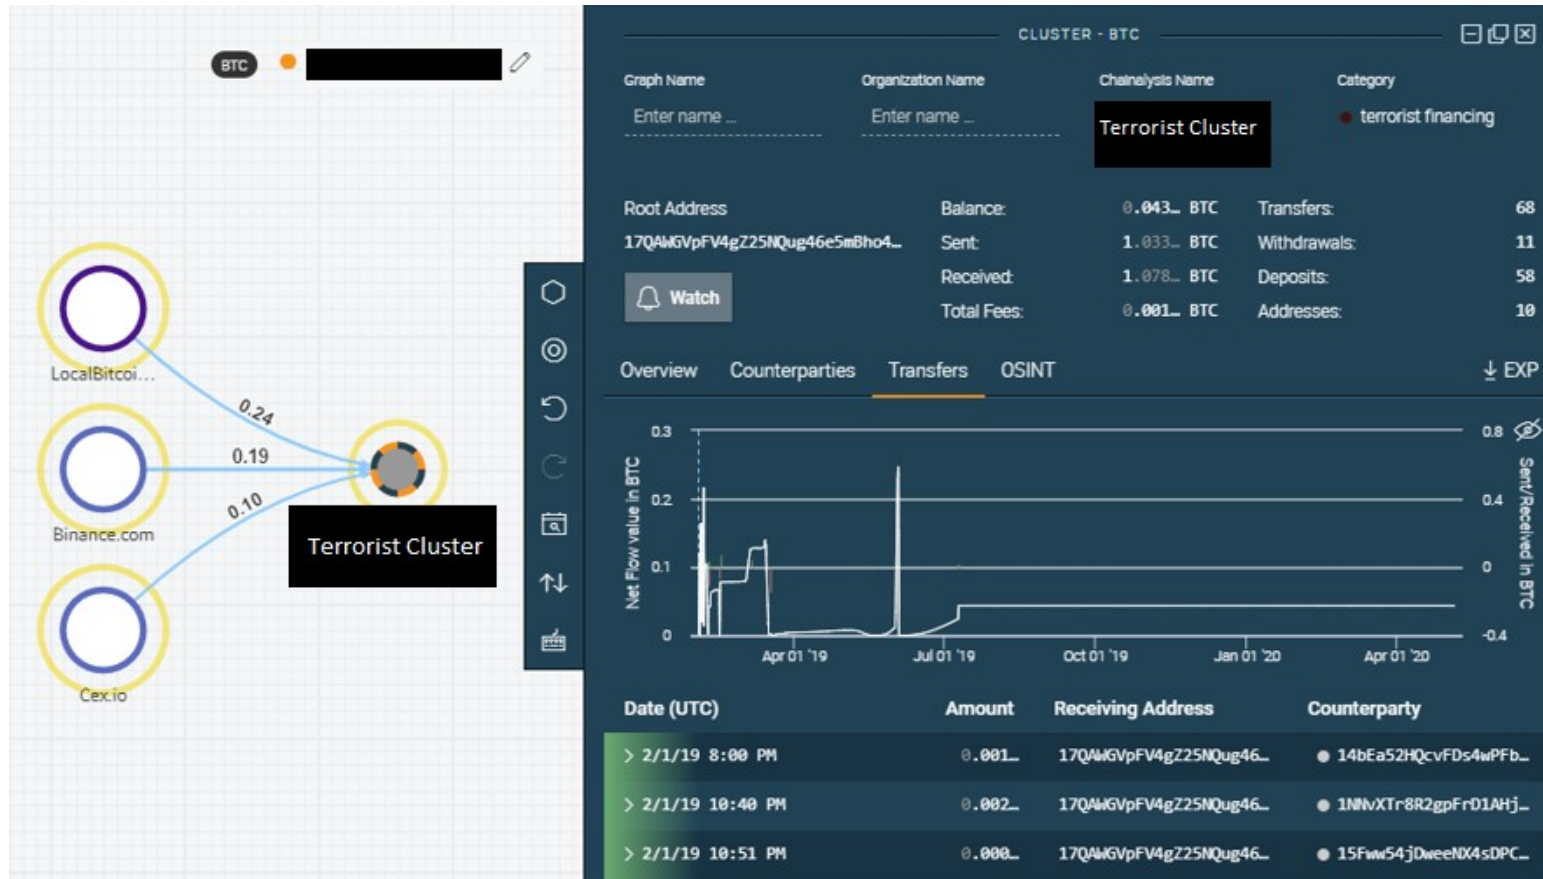 BTC
LocalBitcoi...
0.24
Binance.com
0.19
0.10
Cex.io
Terrorist Cluster
CLUSTER - BTC
Graph Name
Organization Name
Chainalysis Name
Category
Enter name ...
Enter name ...
Terrorist Cluster
terrorist financing
Root Address
17QAWGVpFV4gZ25NQug46e5mBho4…
Watch
Balance: 0.043… BTC
Sent: 1.033… BTC
Received: 1.078… BTC
Total Fees: 0.001… BTC
Transfers: 68
Withdrawals: 11
Deposits: 58
Addresses: 10
Overview Counterparties Transfers OSINT
EXP
Net Flow value in BTC
0.3
0.2
0.1
0
0.8
0.4
0
-0.4
Sent/Received in BTC
Apr 01 '19 Jul 01 '19 Oct 01 '19 Jan 01 '20 Apr 01 '20
Date (UTC) Amount Receiving Address Counterparty
> 2/1/19 8:00 PM 0.001… 17QAWGVpFV4gZ25NQug46… 14bEa52HQcvFDs4wPFb…
> 2/1/19 10:40 PM 0.002… 17QAWGVpFV4gZ25NQug46… 1NNvXTr8R2gpFrD1AHj…
> 2/1/19 10:51 PM 0.000… 17QAWGVpFV4gZ25NQug46… 15Fww54jDweeNX4sDPC…